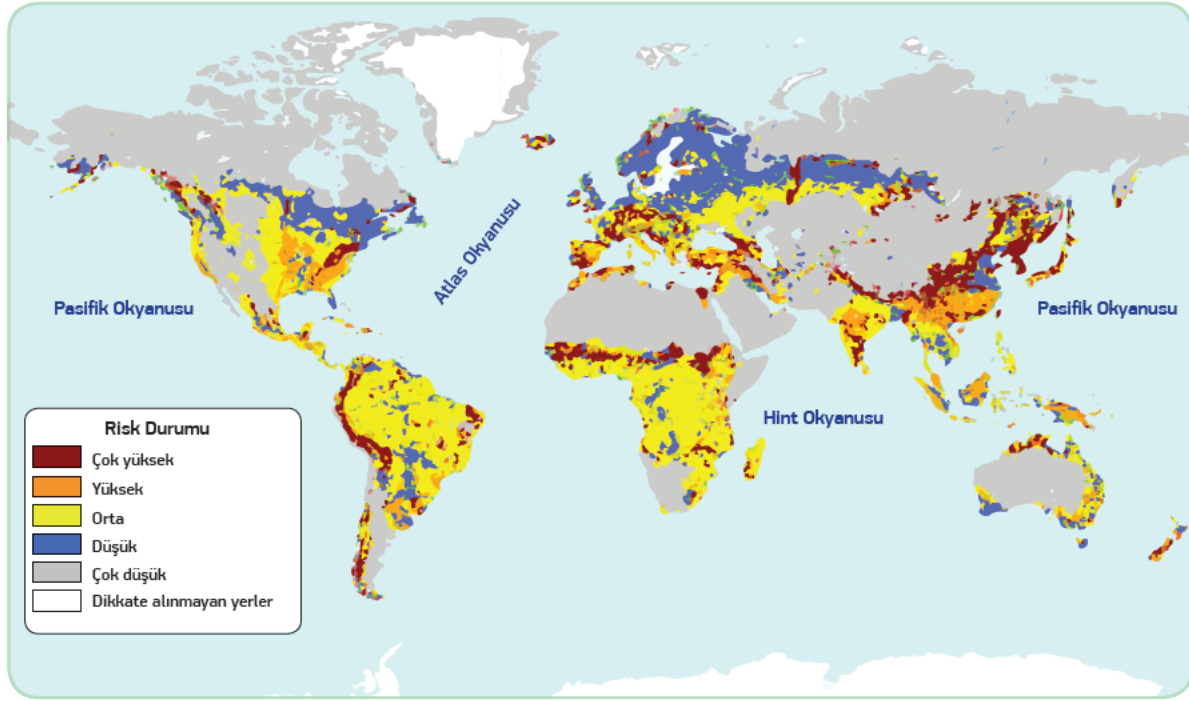 Atlas Okyanusu
Pasifik Okyanusu
Pasifik Okyanusu
Hint Okyanusu
Risk Durumu
Çok yüksek
Yüksek
Orta
Düşük
Çok düşük
Dikkate alınmayan yerler